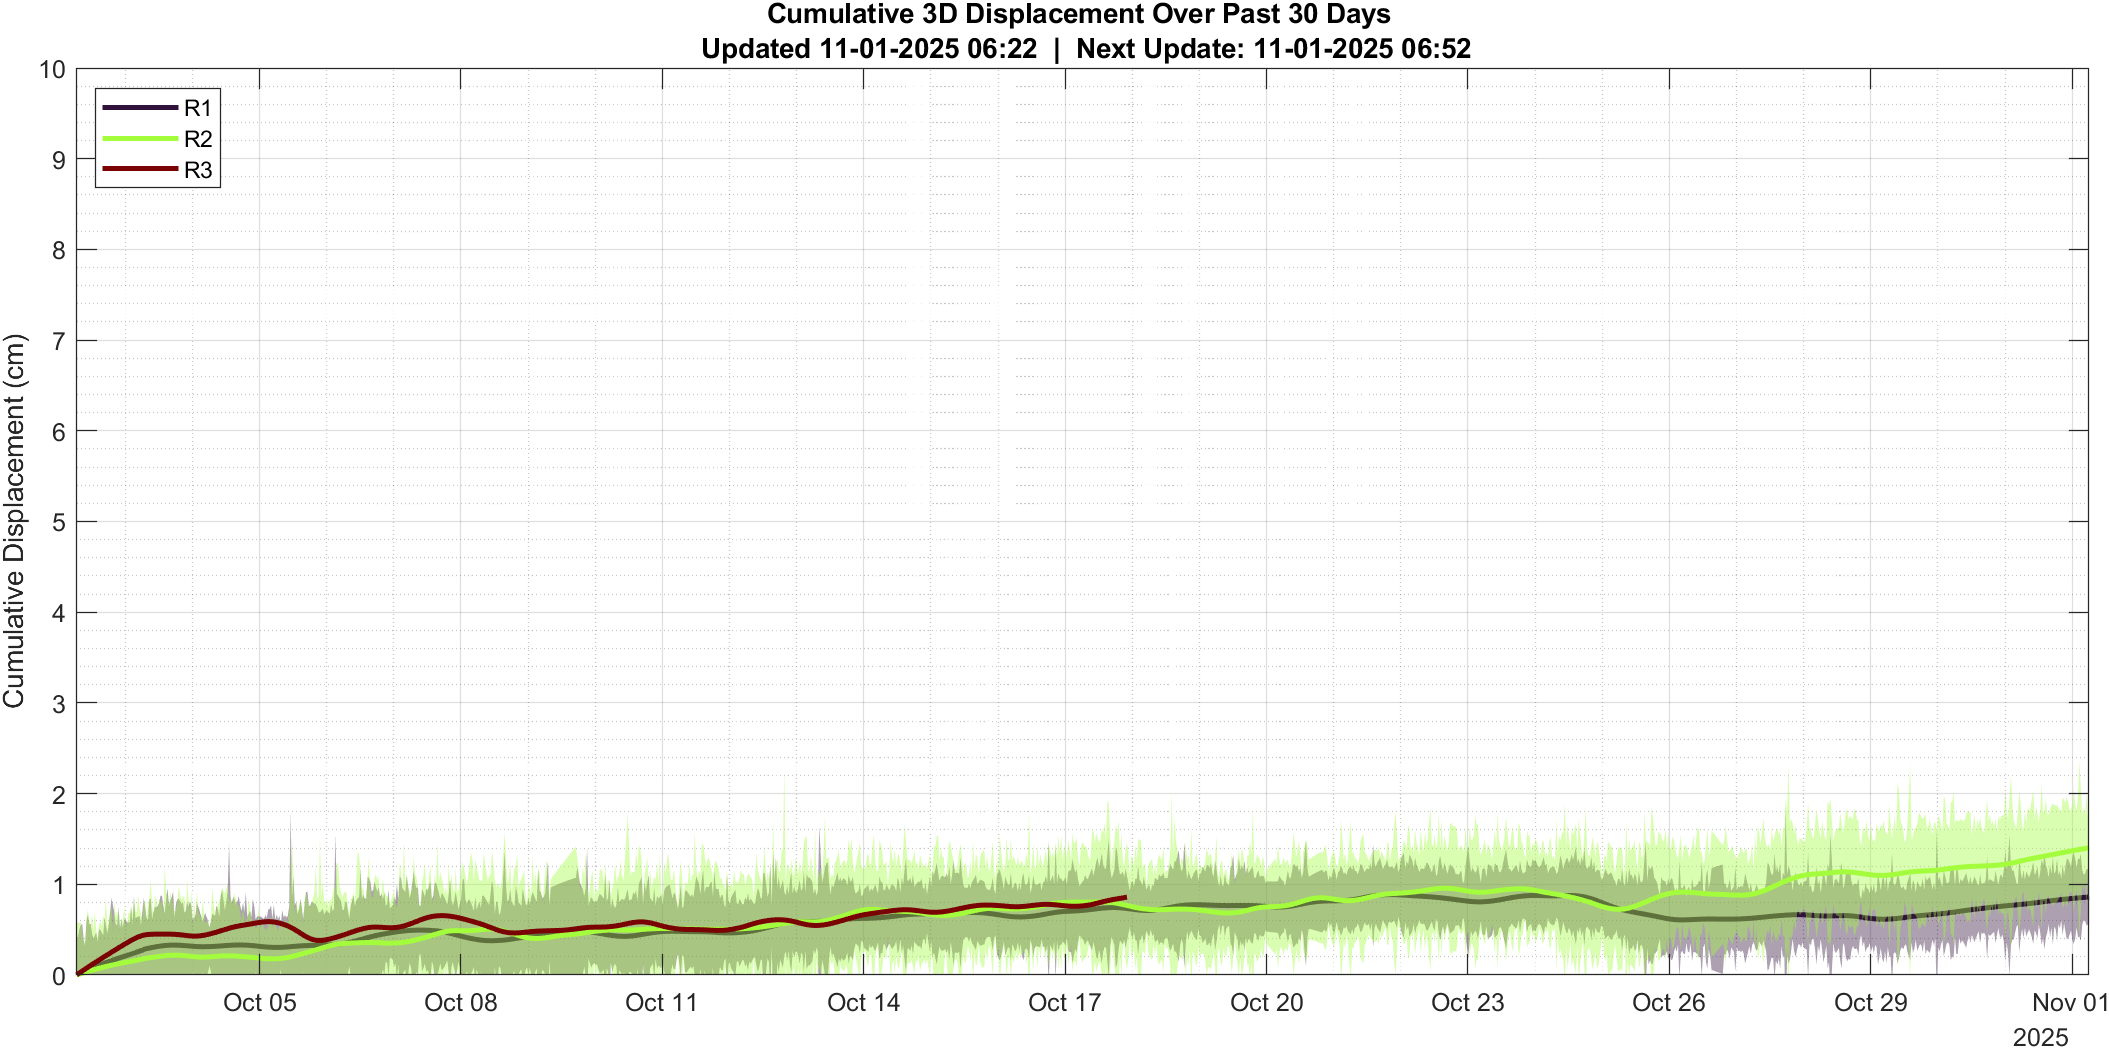 Cumulative 3D Displacement Over Past 30 Days
Updated 11-01-2025 06:22 | Next Update: 11-01-2025 06:52
R1
R2
R3
Cumulative Displacement (cm)
10
9
8
7
6
5
4
3
2
1
0
Oct 05 Oct 08 Oct 11 Oct 14 Oct 17 Oct 20 Oct 23 Oct 26 Oct 29 Nov 01
2025